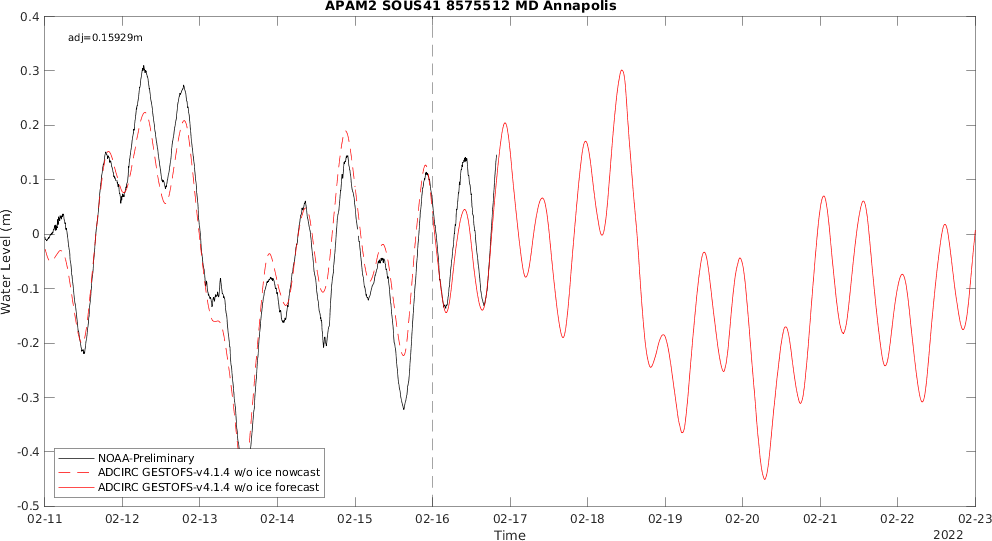 APAM2 SOUS41 8575512 MD Annapolis
adj=0.15929m
0.4
0.3
0.2
0.1
0
-0.1
-0.2
-0.3
-0.4
-0.5
Water Level (m)
NOAA-Preliminary
ADCIRC GESTOFS-v4.1.4 w/o ice nowcast
ADCIRC GESTOFS-v4.1.4 w/o ice forecast
02-11 02-12 02-13 02-14 02-15 02-16 02-17 02-18 02-19 02-20 02-21 02-22 02-23
Time
2022